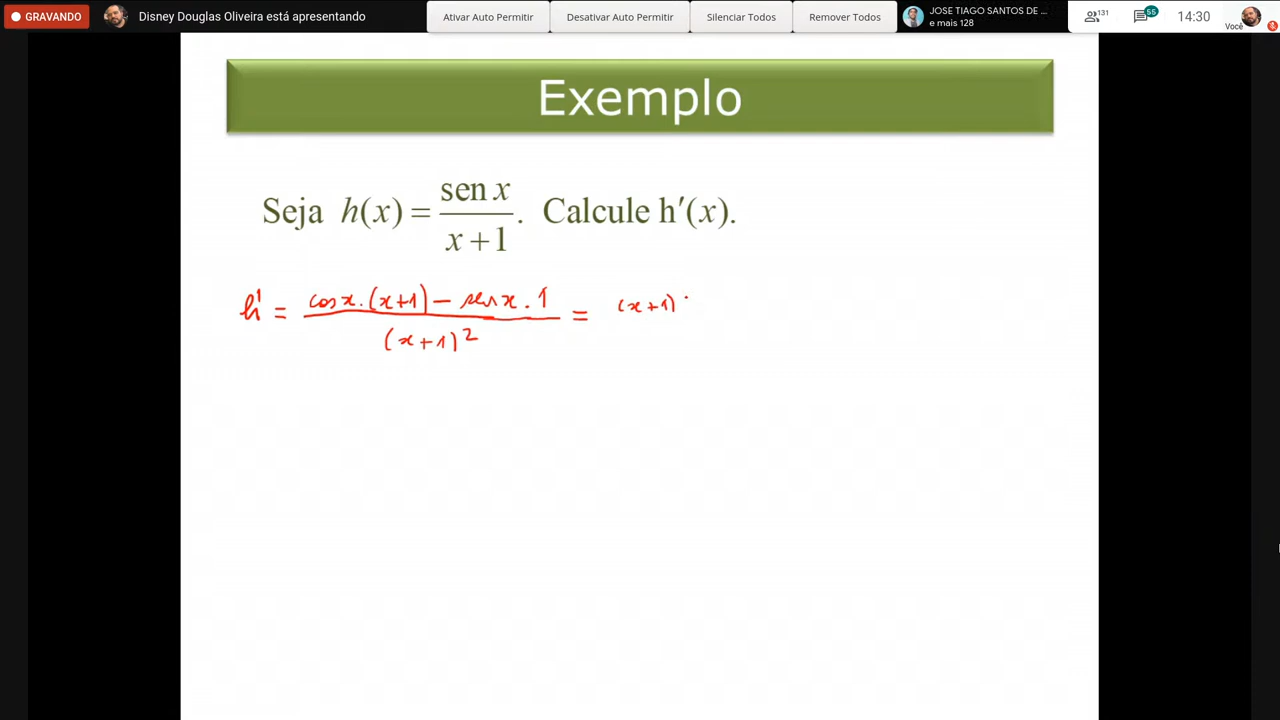 GRAVANDO Disney Douglas Oliveira está apresentando Ativar Auto Permitir Desativar Auto Permitir Silenciar Todos Remover Todos JOSE TIAGO SANTOS DE ... 131 55 14:30
e mais 128 Você
Exemplo
Seja h(x) = sen x / x + 1 . Calcule h′(x).
h' = cos x . (x+1) − sen x . 1 / (x+1)² = (x+1) ·